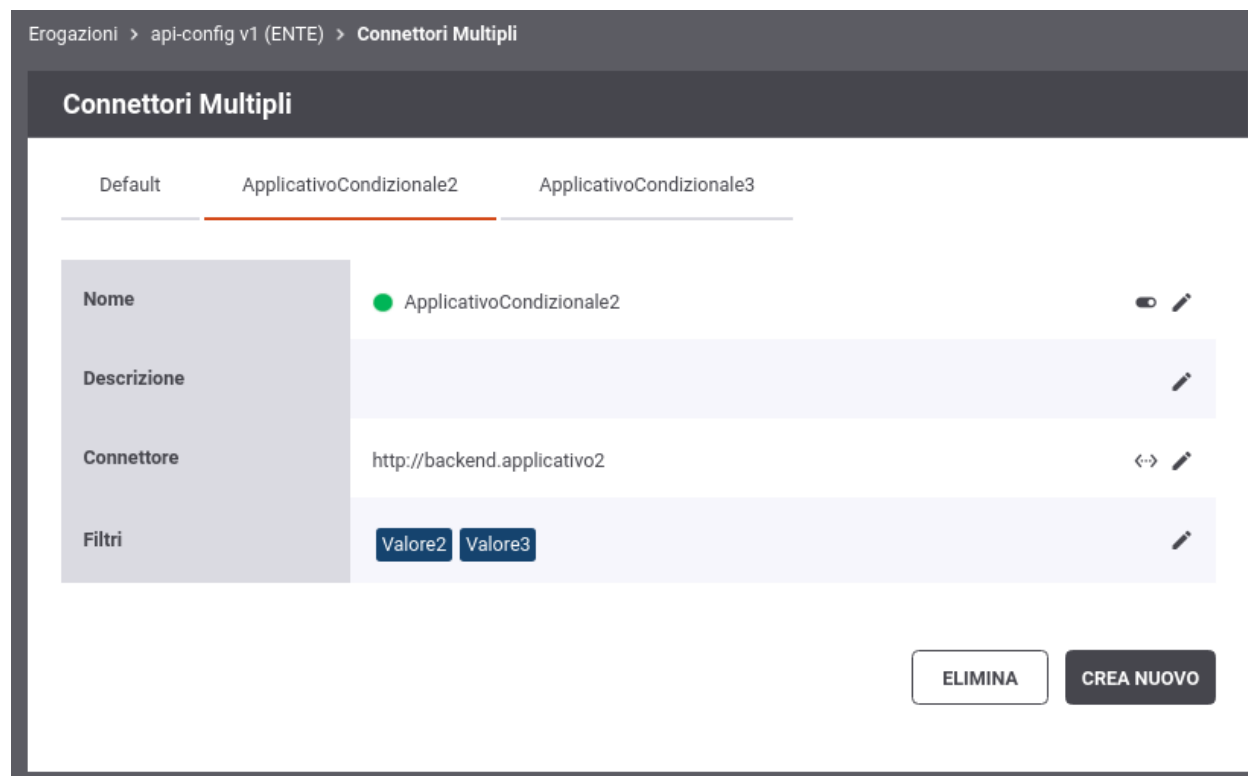 Erogazioni > api-config v1 (ENTE) > Connettori Multipli
Connettori Multipli
Default ApplicativoCondizionale2 ApplicativoCondizionale3
Nome ApplicativoCondizionale2
Descrizione
Connettore http://backend.applicativo2
Filtri Valore2 Valore3
ELIMINA CREA NUOVO